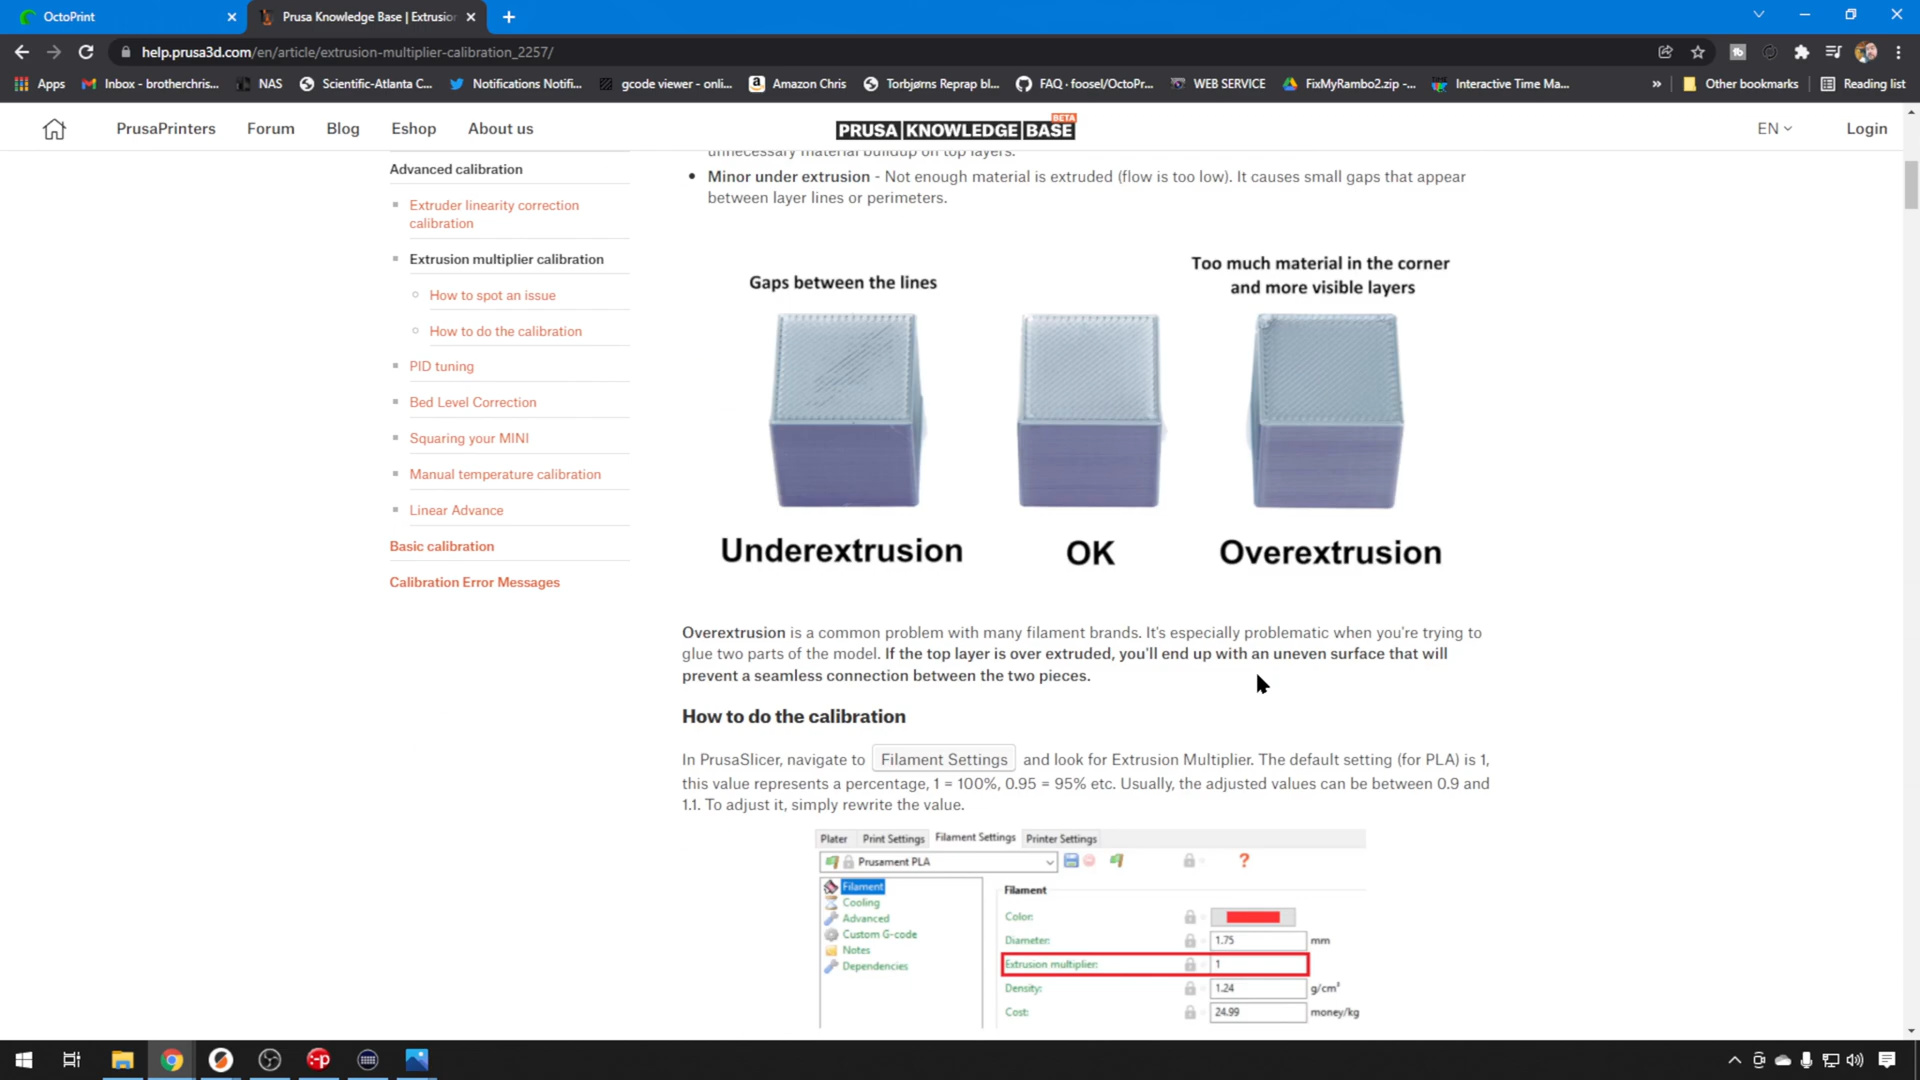 OctoPrint
Prusa Knowledge Base | Extrusion
help.prusa3d.com/en/article/extrusion-multiplier-calibration_2257/
Apps
Inbox - brotherchris...
NAS
Scientific-Atlanta C...
Notifications Notifi...
gcode viewer - onli...
Amazon Chris
Torbjørns Reprap bl...
FAQ · foosel/OctoPr...
WEB SERVICE
FixMyRambo2.zip -...
Interactive Time Ma...
»
Other bookmarks
Reading list
PrusaPrinters
Forum
Blog
Eshop
About us
PRUSA KNOWLEDGE BASE
BETA
EN
Login
Advanced calibration
Extruder linearity correction
calibration
Extrusion multiplier calibration
How to spot an issue
How to do the calibration
PID tuning
Bed Level Correction
Squaring your MINI
Manual temperature calibration
Linear Advance
Basic calibration
Calibration Error Messages
unnecessary material buildup on top layers.
Minor under extrusion - Not enough material is extruded (flow is too low). It causes small gaps that appear
between layer lines or perimeters.
Gaps between the lines
Too much material in the corner
and more visible layers
Underextrusion
OK
Overextrusion
Overextrusion is a common problem with many filament brands. It's especially problematic when you're trying to
glue two parts of the model. If the top layer is over extruded, you'll end up with an uneven surface that will
prevent a seamless connection between the two pieces.
How to do the calibration
In PrusaSlicer, navigate to Filament Settings and look for Extrusion Multiplier. The default setting (for PLA) is 1,
this value represents a percentage, 1 = 100%, 0.95 = 95% etc. Usually, the adjusted values can be between 0.9 and
1.1. To adjust it, simply rewrite the value.
Plater
Print Settings
Filament Settings
Printer Settings
Prusament PLA
?
Filament
Cooling
Advanced
Custom G-code
Notes
Dependencies
Filament
Color:
Diameter: 1.75 mm
Extrusion multiplier: 1
Density: 1.24 g/cm³
Cost: 24.99 money/kg